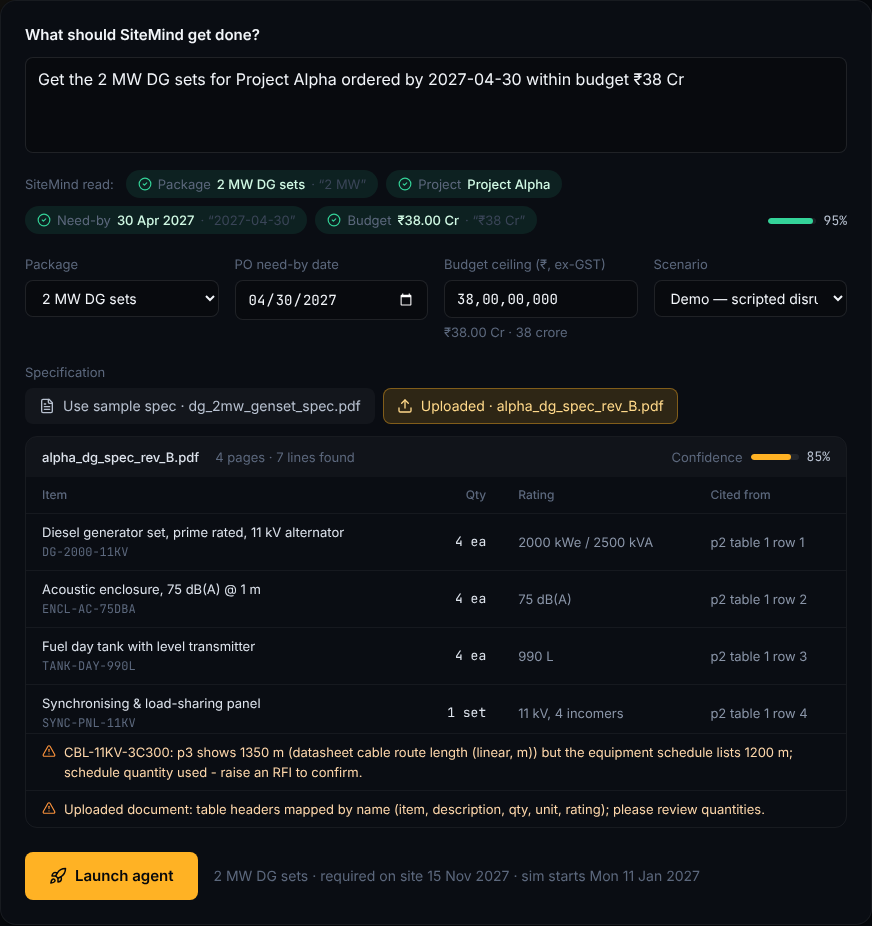 What should SiteMind get done?
Get the 2 MW DG sets for Project Alpha ordered by 2027-04-30 within budget ₹38 Cr
SiteMind read: Package 2 MW DG sets · “2 MW” Project Project Alpha
Need-by 30 Apr 2027 · “2027-04-30” Budget ₹38.00 Cr · “₹38 Cr” 95%
Package PO need-by date Budget ceiling (₹, ex-GST) Scenario
2 MW DG sets 04/30/2027 38,00,00,000 Demo — scripted disru
₹38.00 Cr · 38 crore
Specification
Use sample spec · dg_2mw_genset_spec.pdf Uploaded · alpha_dg_spec_rev_B.pdf
alpha_dg_spec_rev_B.pdf 4 pages · 7 lines found Confidence 85%
Item Qty Rating Cited from
Diesel generator set, prime rated, 11 kV alternator
DG-2000-11KV
4 ea 2000 kWe / 2500 kVA p2 table 1 row 1
Acoustic enclosure, 75 dB(A) @ 1 m
ENCL-AC-75DBA
4 ea 75 dB(A) p2 table 1 row 2
Fuel day tank with level transmitter
TANK-DAY-990L
4 ea 990 L p2 table 1 row 3
Synchronising & load-sharing panel
SYNC-PNL-11KV
1 set 11 kV, 4 incomers p2 table 1 row 4
CBL-11KV-3C300: p3 shows 1350 m (datasheet cable route length (linear, m)) but the equipment schedule lists 1200 m;
schedule quantity used - raise an RFI to confirm.
Uploaded document: table headers mapped by name (item, description, qty, unit, rating); please review quantities.
Launch agent 2 MW DG sets · required on site 15 Nov 2027 · sim starts Mon 11 Jan 2027